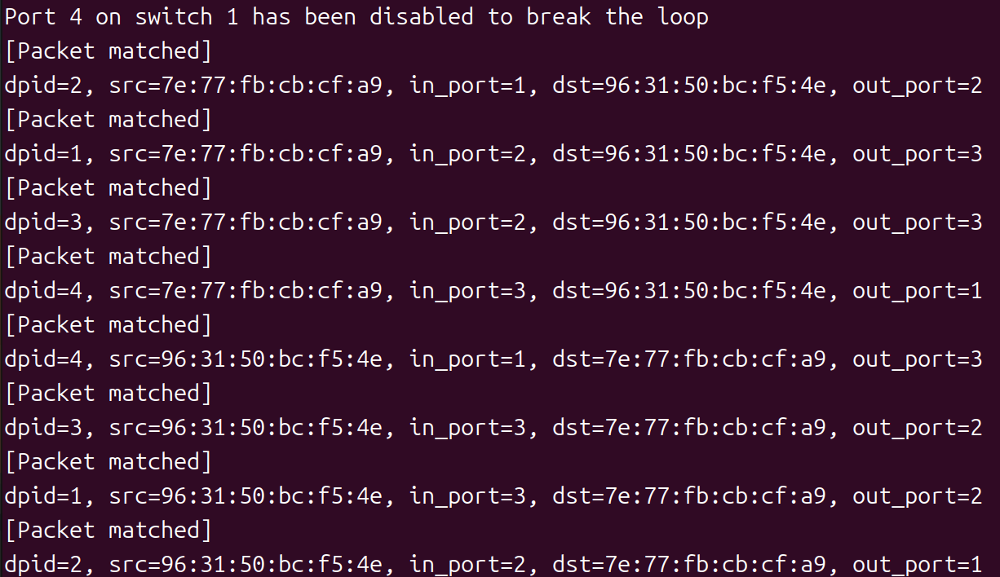 Port 4 on switch 1 has been disabled to break the loop
[Packet matched]
dpid=2, src=7e:77:fb:cb:cf:a9, in_port=1, dst=96:31:50:bc:f5:4e, out_port=2
[Packet matched]
dpid=1, src=7e:77:fb:cb:cf:a9, in_port=2, dst=96:31:50:bc:f5:4e, out_port=3
[Packet matched]
dpid=3, src=7e:77:fb:cb:cf:a9, in_port=2, dst=96:31:50:bc:f5:4e, out_port=3
[Packet matched]
dpid=4, src=7e:77:fb:cb:cf:a9, in_port=3, dst=96:31:50:bc:f5:4e, out_port=1
[Packet matched]
dpid=4, src=96:31:50:bc:f5:4e, in_port=1, dst=7e:77:fb:cb:cf:a9, out_port=3
[Packet matched]
dpid=3, src=96:31:50:bc:f5:4e, in_port=3, dst=7e:77:fb:cb:cf:a9, out_port=2
[Packet matched]
dpid=1, src=96:31:50:bc:f5:4e, in_port=3, dst=7e:77:fb:cb:cf:a9, out_port=2
[Packet matched]
dpid=2, src=96:31:50:bc:f5:4e, in_port=2, dst=7e:77:fb:cb:cf:a9, out_port=1